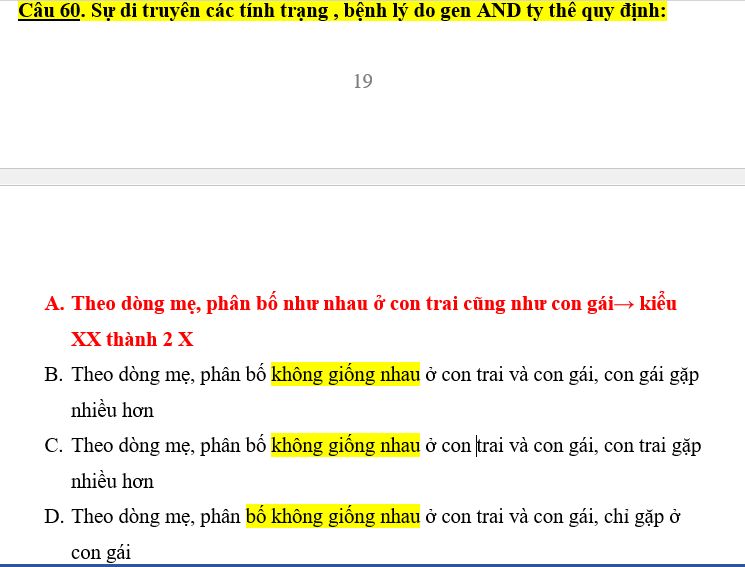 Câu 60. Sự di truyền các tính trạng , bệnh lý do gen AND ty thể quy định:
19
A. Theo dòng mẹ, phân bố như nhau ở con trai cũng như con gái→ kiểu
XX thành 2 X
B. Theo dòng mẹ, phân bố không giống nhau ở con trai và con gái, con gái gặp
nhiều hơn
C. Theo dòng mẹ, phân bố không giống nhau ở con trai và con gái, con trai gặp
nhiều hơn
D. Theo dòng mẹ, phân bố không giống nhau ở con trai và con gái, chỉ gặp ở
con gái